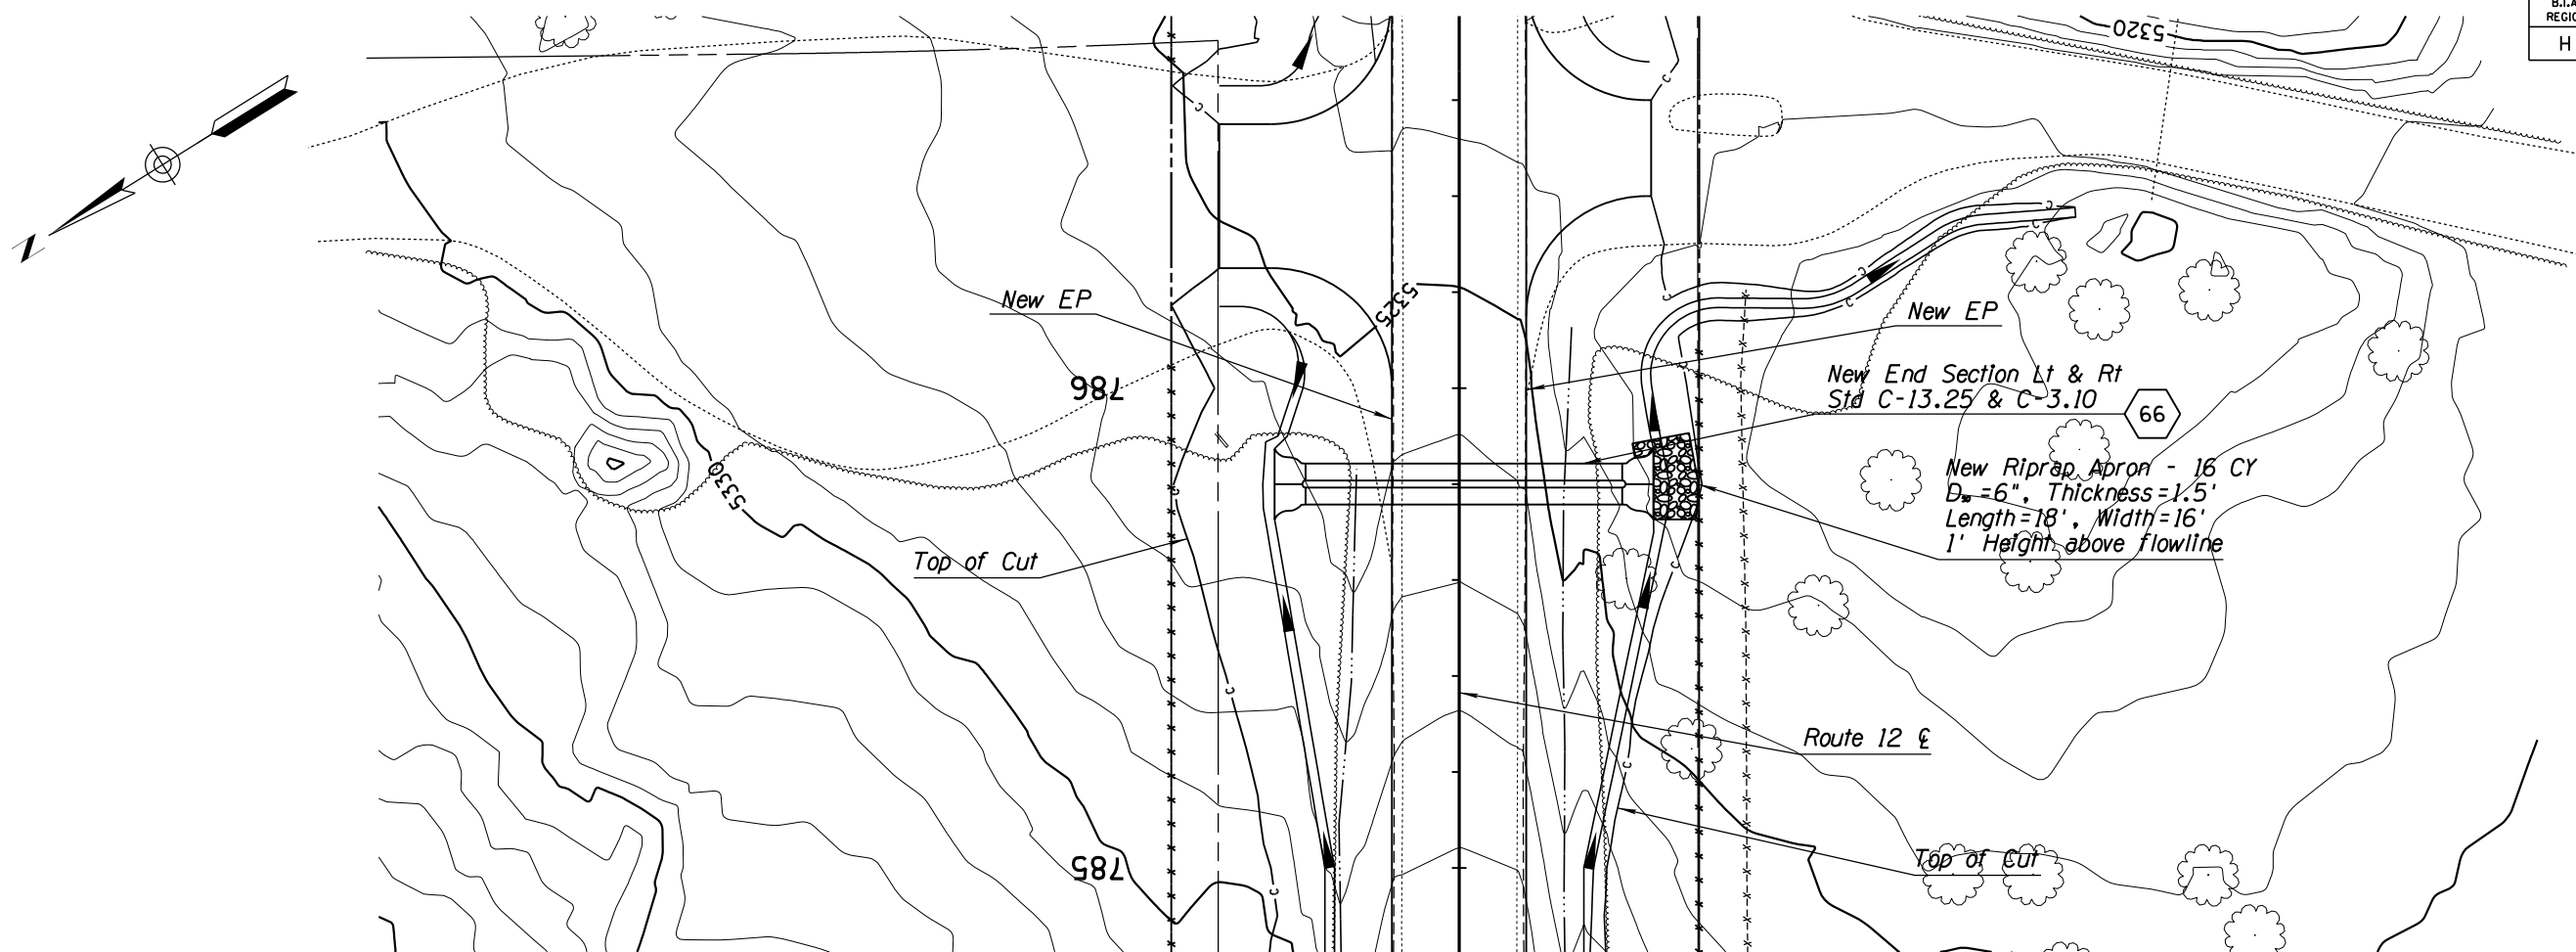 B.I.A.
REGIO
H
5320
N
New EP
5325
New EP
786
New End Section Lt & Rt
Std C-13.25 & C-3.10
66
5330
New Riprap Apron - 16 CY
D50=6", Thickness=1.5'
Length=18', Width=16'
1' Height above flowline
Top of Cut
Route 12 ℄
785
Top of Cut